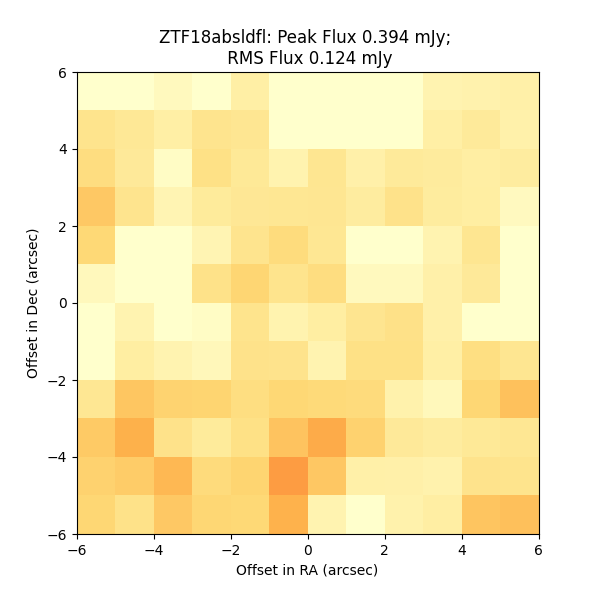 ZTF18absldfl: Peak Flux 0.394 mJy;
RMS Flux 0.124 mJy
6
4
2
0
−2
−4
−6
Offset in Dec (arcsec)
−6 −4 −2 0 2 4 6
Offset in RA (arcsec)